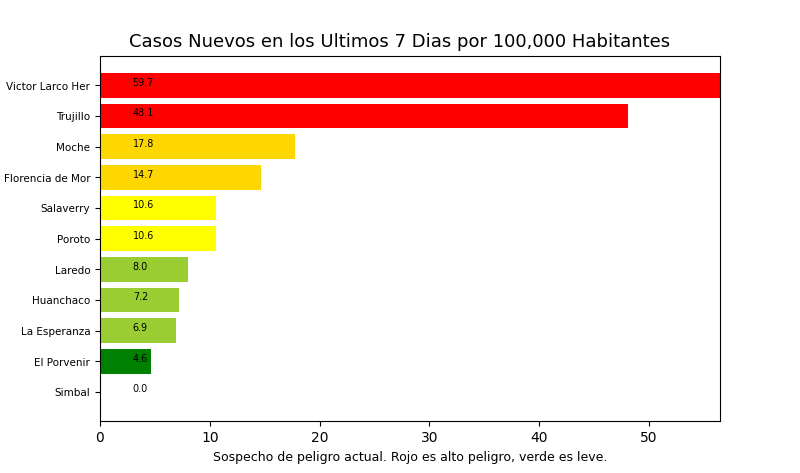 Casos Nuevos en los Ultimos 7 Dias por 100,000 Habitantes
Victor Larco Her 59.7
Trujillo 48.1
Moche 17.8
Florencia de Mor 14.7
Salaverry 10.6
Poroto 10.6
Laredo 8.0
Huanchaco 7.2
La Esperanza 6.9
El Porvenir 4.6
Simbal 0.0
0 10 20 30 40 50
Sospecho de peligro actual. Rojo es alto peligro, verde es leve.